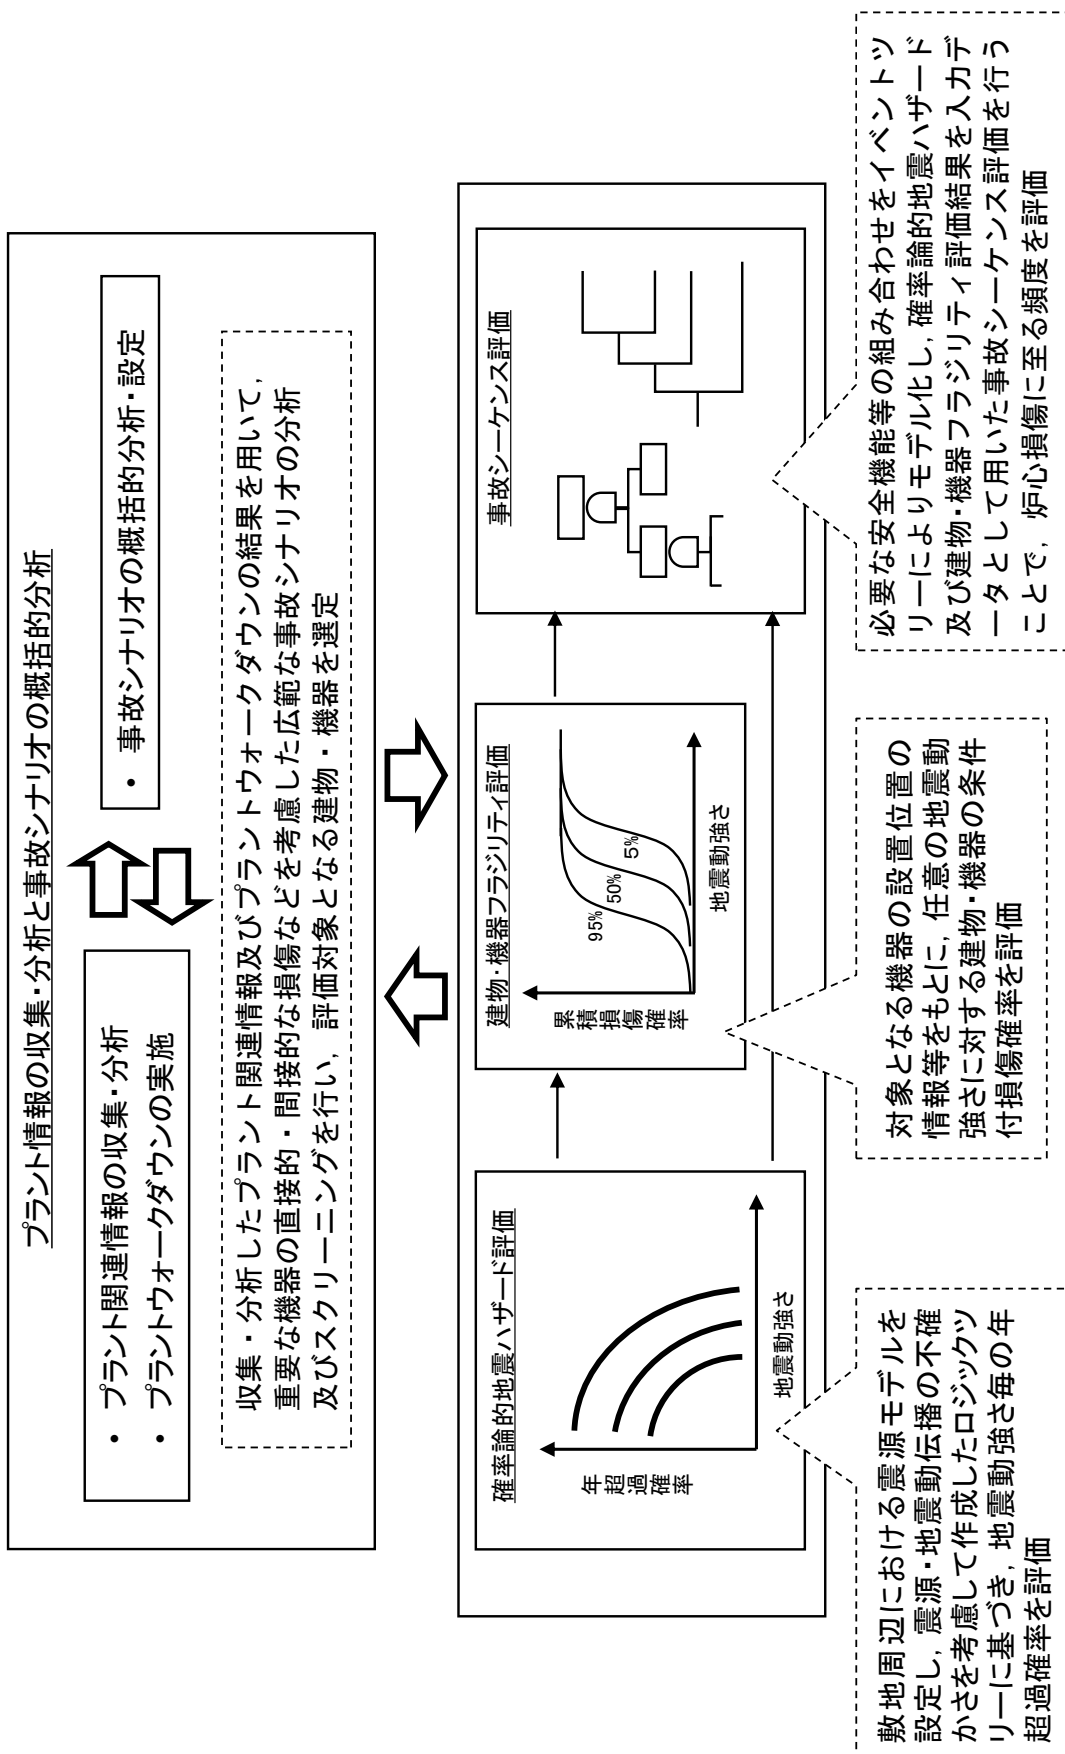 プラント情報の収集・分析と事故シナリオの概括的分析
・ プラント関連情報の収集・分析
・ プラントウォークダウンの実施
・ 事故シナリオの概括的分析・設定
収集・分析したプラント関連情報及びプラントウォークダウンの結果を用いて，
重要な機器の直接的・間接的な損傷などを考慮した広範な事故シナリオの分析
及びスクリーニングを行い，評価対象となる建物・機器を選定
確率論的地震ハザード評価
年超過確率
地震動強さ
建物・機器フラジリティ評価
累積損傷確率
95%
50%
5%
地震動強さ
事故シーケンス評価
敷地周辺における震源モデルを
設定し，震源・地震動伝播の不確
かさを考慮して作成したロジックツ
リーに基づき，地震動強さ毎の年
超過確率を評価
対象となる機器の設置位置の
情報等をもとに，任意の地震動
強さに対する建物・機器の条件
付損傷確率を評価
必要な安全機能等の組み合わせをイベントツ
リーによりモデル化し，確率論的地震ハザード
及び建物・機器フラジリティ評価結果を入力デ
ータとして用いた事故シーケンス評価を行う
ことで，炉心損傷に至る頻度を評価